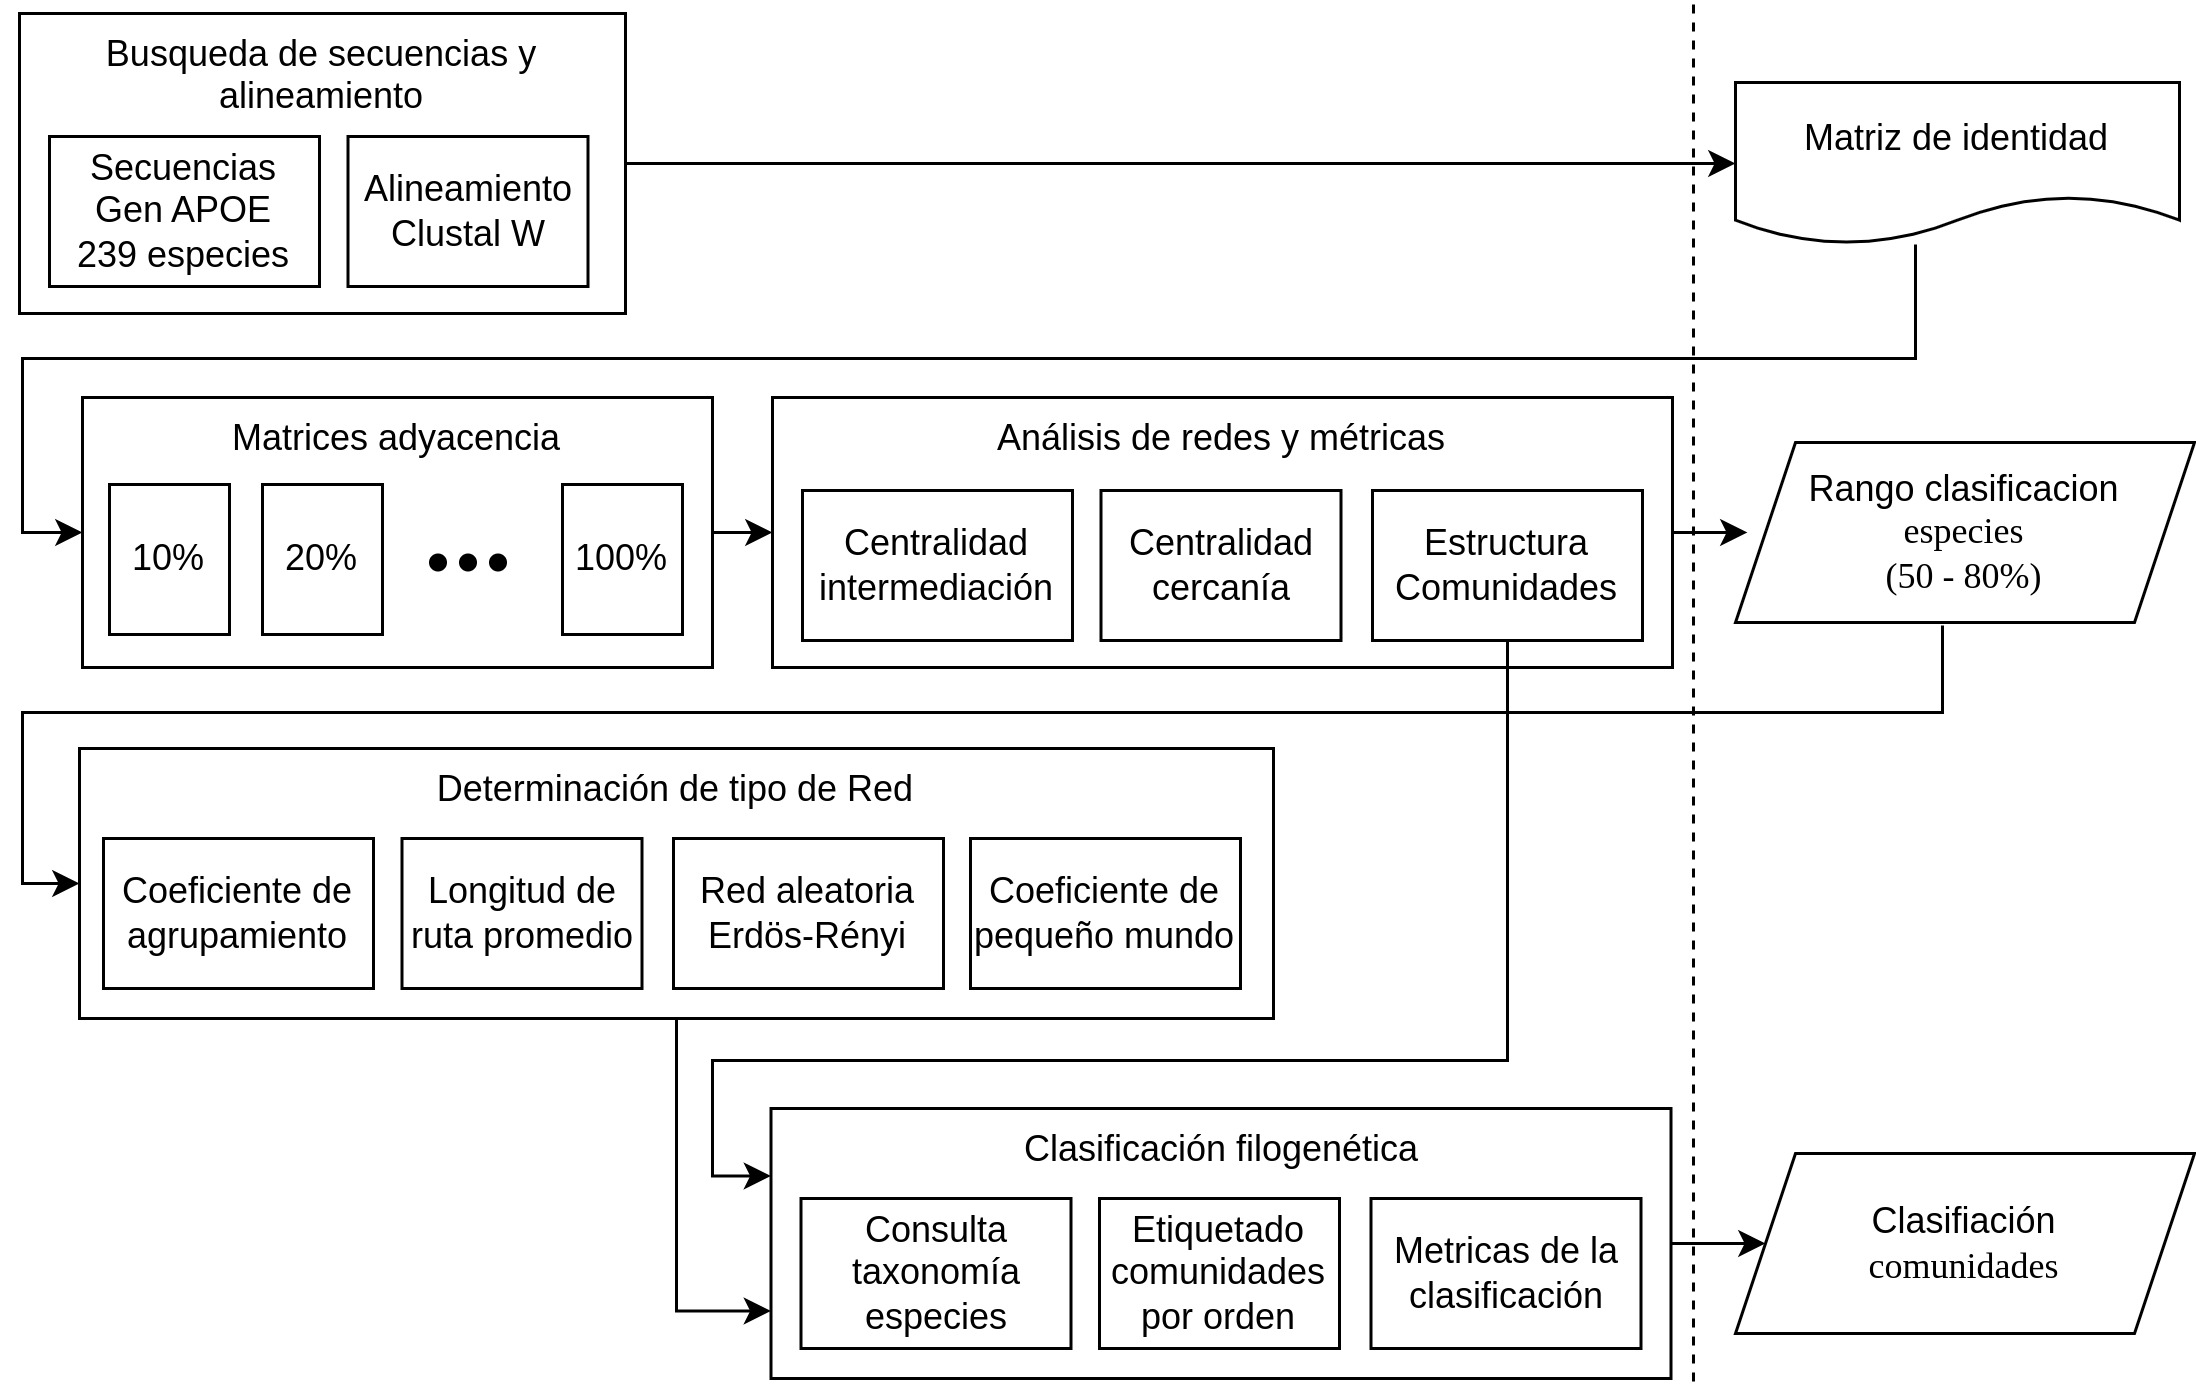 Busqueda de secuencias y
alineamiento
Secuencias
Gen APOE
239 especies
Alineamiento
Clustal W
Matriz de identidad
Matrices adyacencia
10%
20%
100%
Análisis de redes y métricas
Centralidad
intermediación
Centralidad
cercanía
Estructura
Comunidades
Rango clasificacion
especies
(50 - 80%)
Determinación de tipo de Red
Coeficiente de
agrupamiento
Longitud de
ruta promedio
Red aleatoria
Erdös-Rényi
Coeficiente de
pequeño mundo
Clasificación filogenética
Consulta
taxonomía
especies
Etiquetado
comunidades
por orden
Metricas de la
clasificación
Clasifiación
comunidades